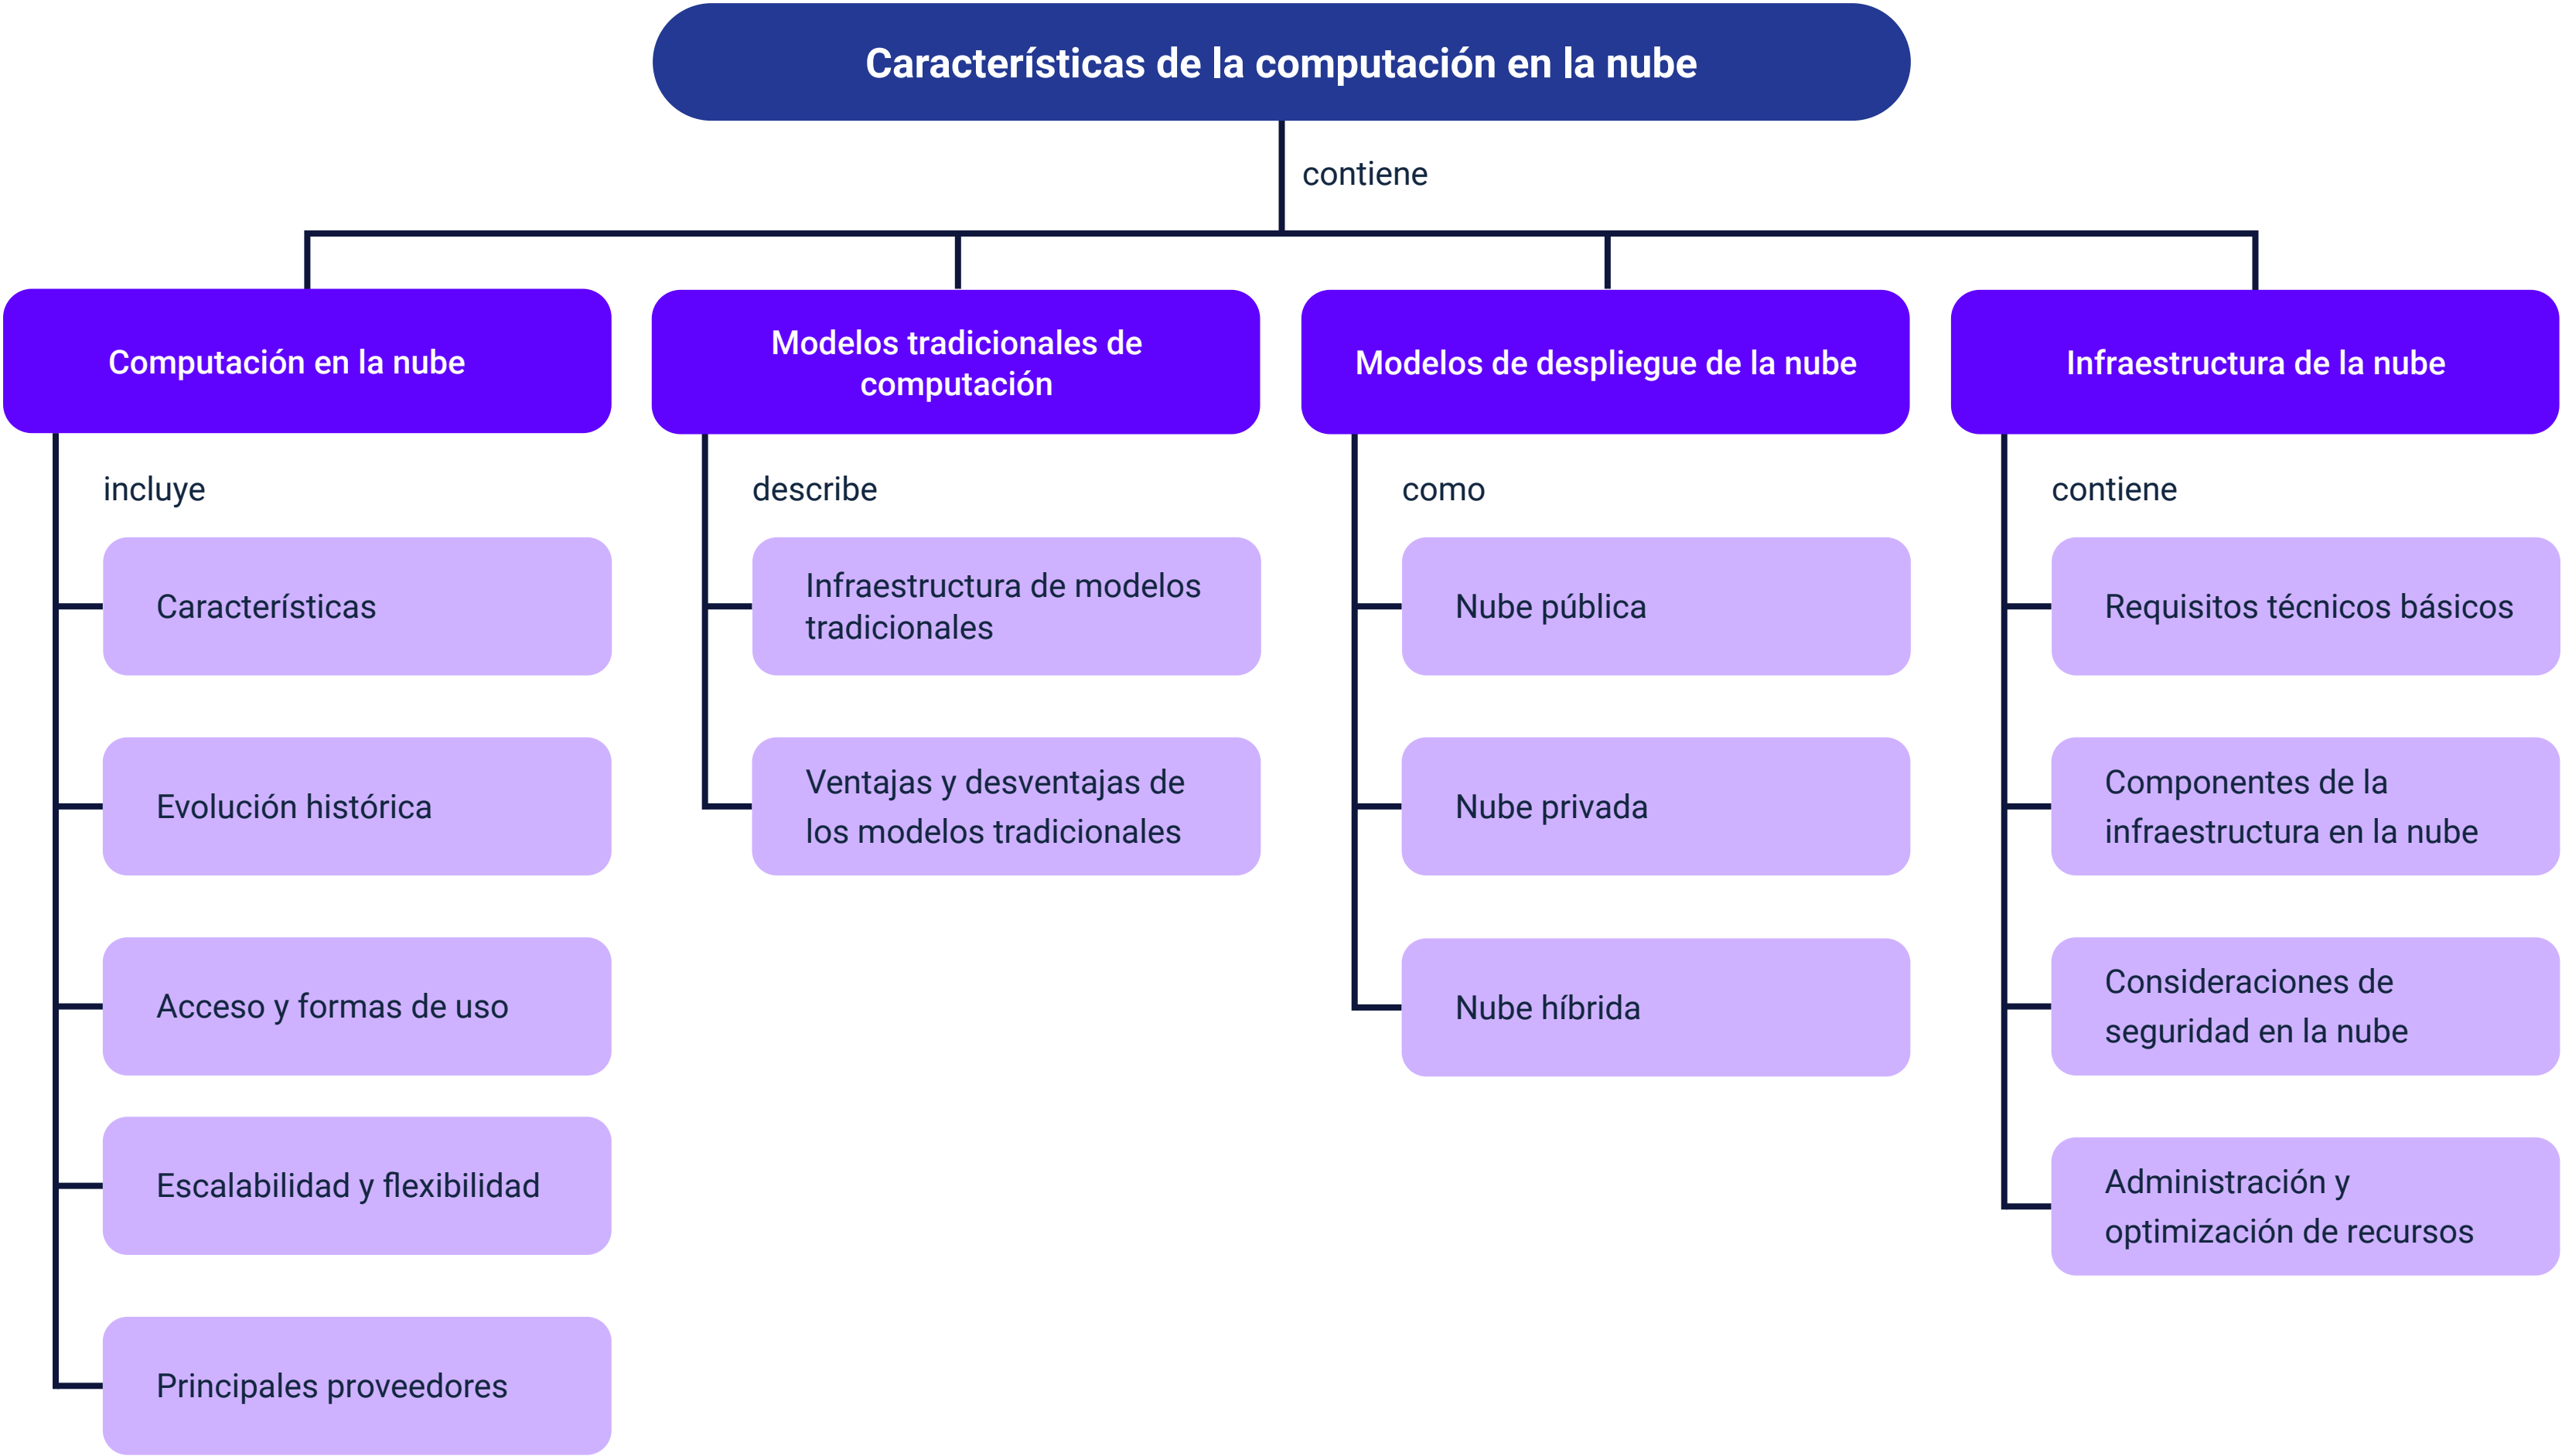 Características de la computación en la nube
contiene
Computación en la nube
incluye
Características
Evolución histórica
Acceso y formas de uso
Escalabilidad y flexibilidad
Principales proveedores
Modelos tradicionales de
computación
describe
Infraestructura de modelos
tradicionales
Ventajas y desventajas de
los modelos tradicionales
Modelos de despliegue de la nube
como
Nube pública
Nube privada
Nube híbrida
Infraestructura de la nube
contiene
Requisitos técnicos básicos
Componentes de la
infraestructura en la nube
Consideraciones de
seguridad en la nube
Administración y
optimización de recursos